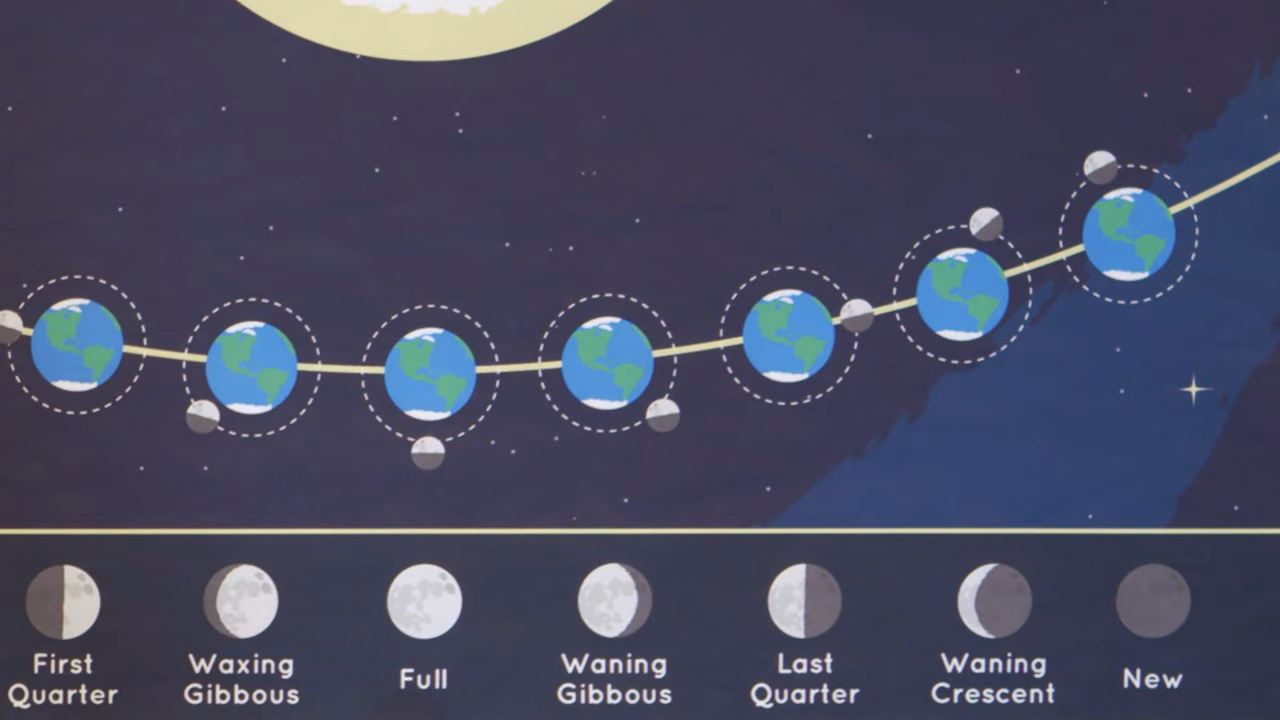 First
Quarter
Waxing
Gibbous
Full
Waning
Gibbous
Last
Quarter
Waning
Crescent
New